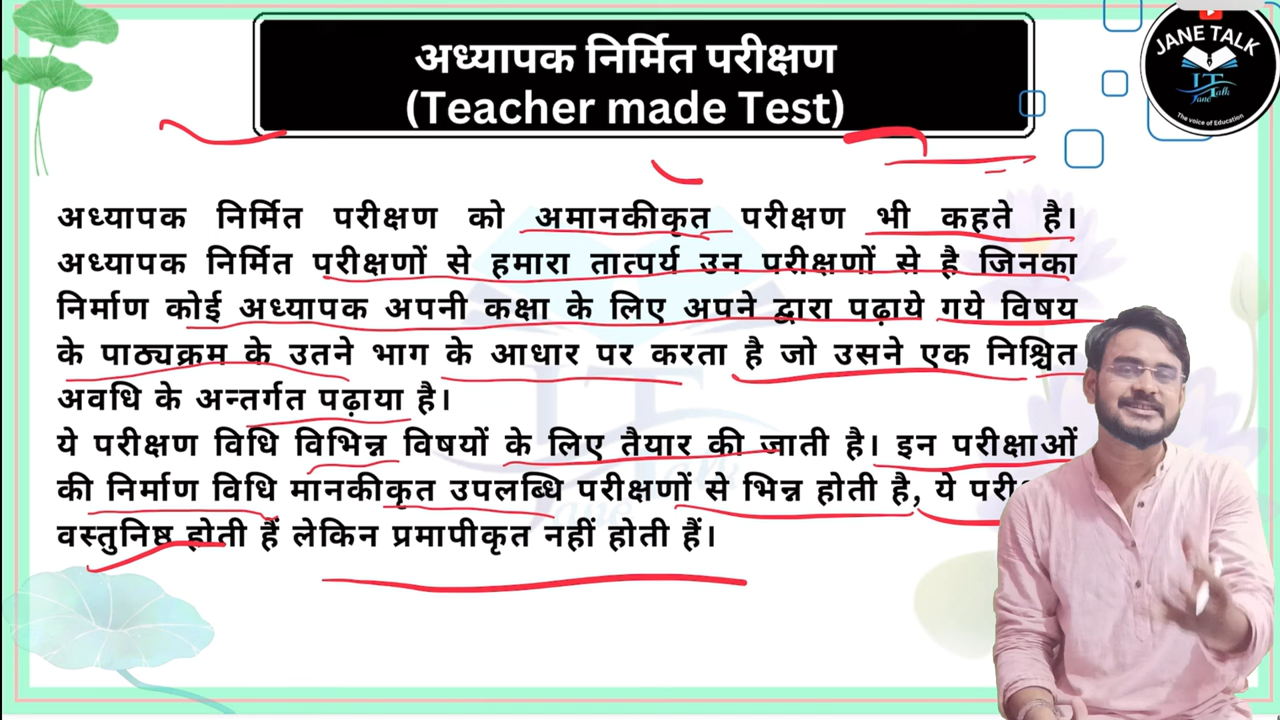 अध्यापक निर्मित परीक्षण
(Teacher made Test)
JANE TALK
The voice of Education
अध्यापक निर्मित परीक्षण को अमानकीकृत परीक्षण भी कहते है।
अध्यापक निर्मित परीक्षणों से हमारा तात्पर्य उन परीक्षणों से है जिनका
निर्माण कोई अध्यापक अपनी कक्षा के लिए अपने द्वारा पढ़ाये गये विषय
के पाठ्यक्रम के उतने भाग के आधार पर करता है जो उसने एक निश्चित
अवधि के अन्तर्गत पढ़ाया है।
ये परीक्षण विधि विभिन्न विषयों के लिए तैयार की जाती है। इन परीक्षाओं
की निर्माण विधि मानकीकृत उपलब्धि परीक्षणों से भिन्न होती है, ये
वस्तुनिष्ठ होती हैं लेकिन प्रमापीकृत नहीं होती हैं।